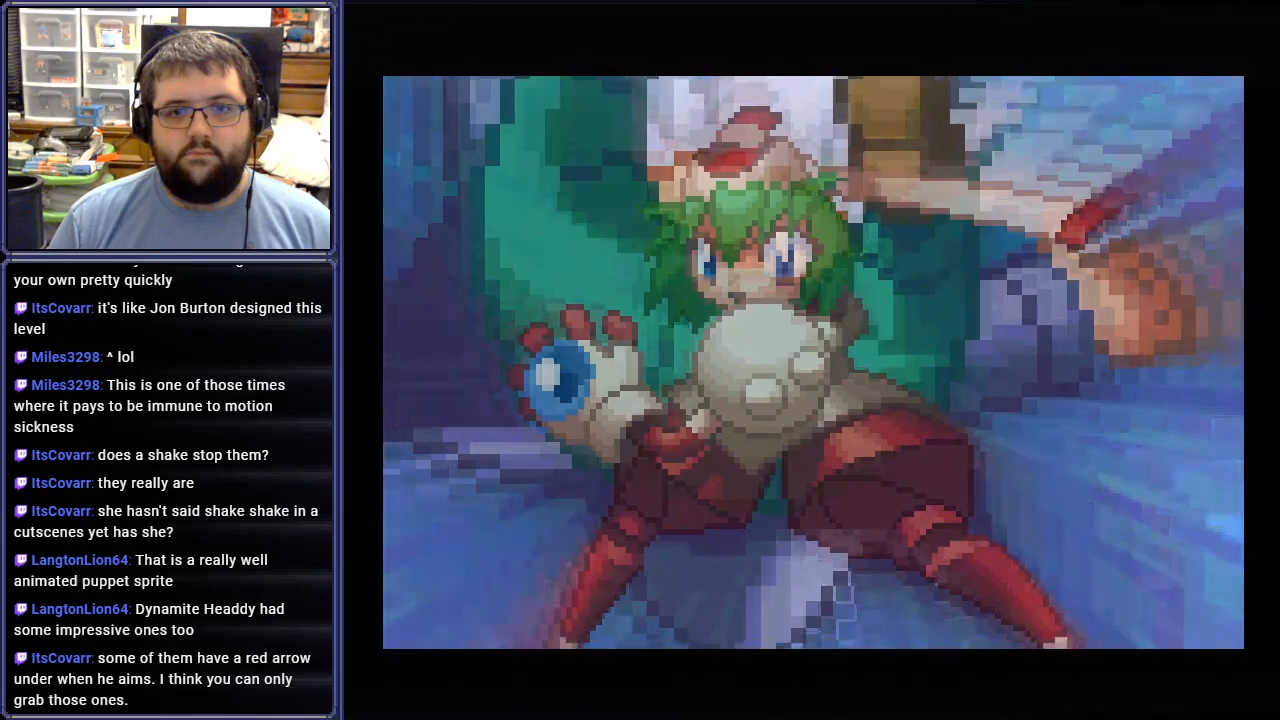 your own pretty quickly
ItsCovarr: it's like Jon Burton designed this
level
Miles3298: ^ lol
Miles3298: This is one of those times
where it pays to be immune to motion
sickness
ItsCovarr: does a shake stop them?
ItsCovarr: they really are
ItsCovarr: she hasn't said shake shake in a
cutscenes yet has she?
LangtonLion64: That is a really well
animated puppet sprite
LangtonLion64: Dynamite Headdy had
some impressive ones too
ItsCovarr: some of them have a red arrow
under when he aims. I think you can only
grab those ones.